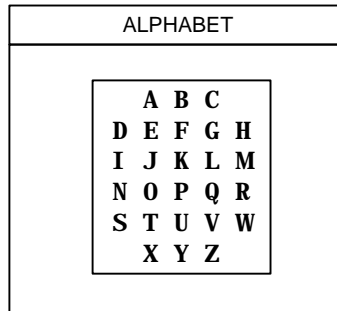 ALPHABET
A B C
D E F G H
I J K L M
N O P Q R
S T U V W
X Y Z